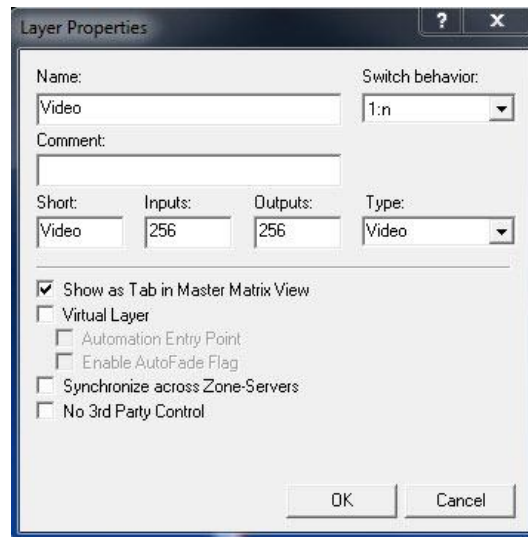 Layer Properties
? x
Name: Switch behavior:
Video 1:n
Comment:
Short: Inputs: Outputs: Type:
Video 256 256 Video
Show as Tab in Master Matrix View
Virtual Layer
Automation Entry Point
Enable AutoFade Flag
Synchronize across Zone-Servers
No 3rd Party Control
OK Cancel